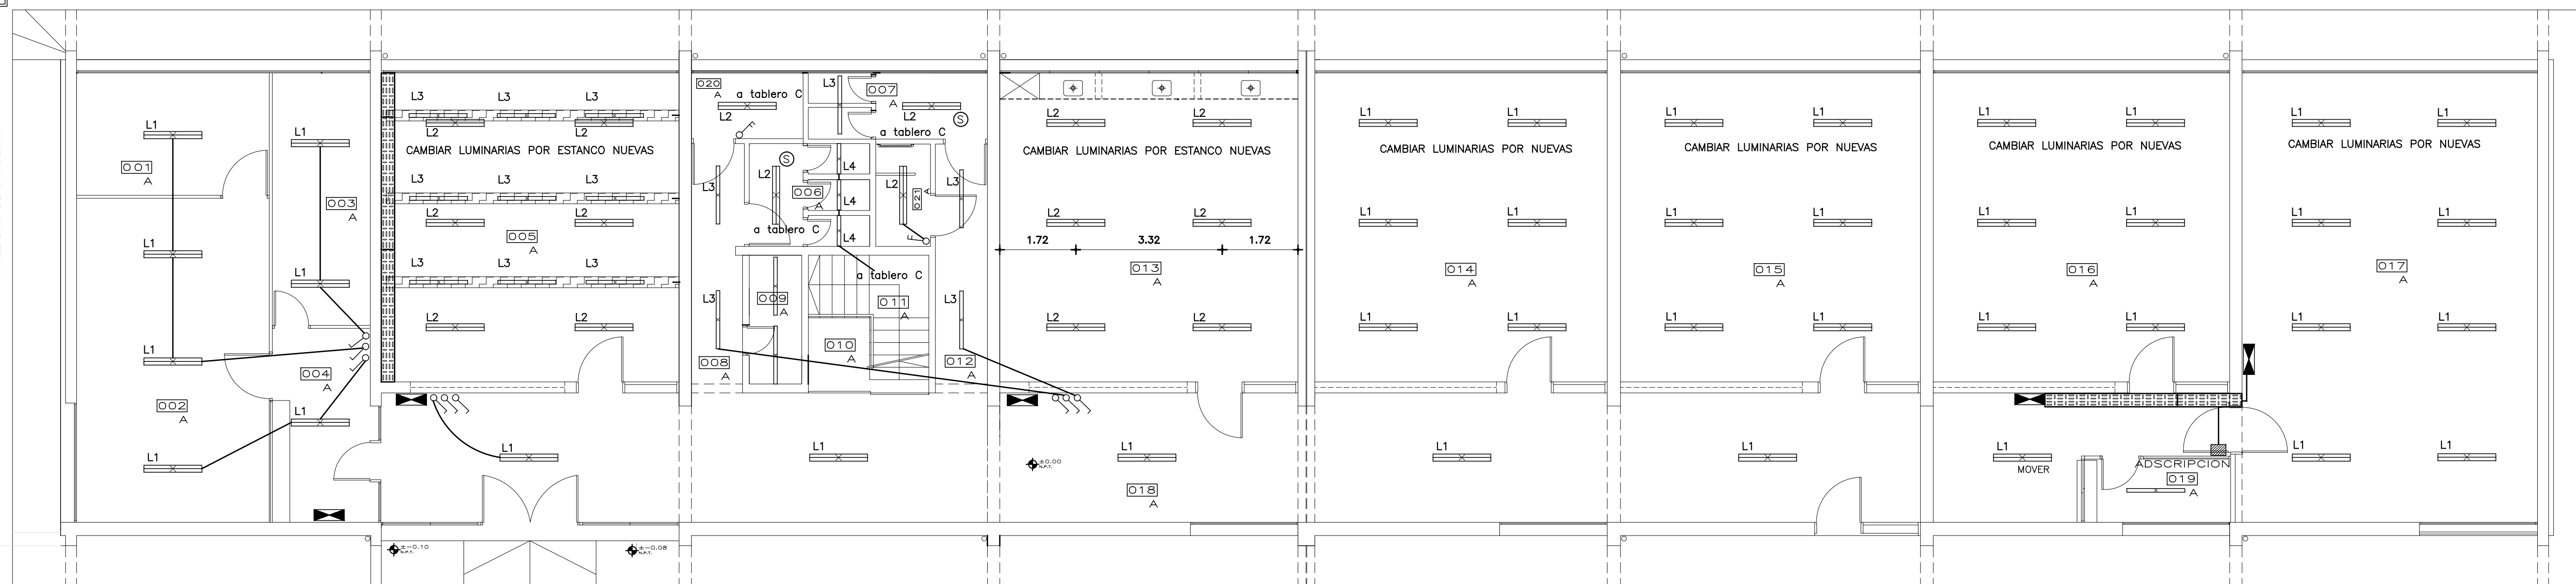 L1
001
A
L1
003
A
L1
L1
L1
004
A
002
A
L1
L1
L3 L3 L3
L2 L2
CAMBIAR LUMINARIAS POR ESTANCO NUEVAS
L3 L3 L3
L2 L2
005
A
L3 L3 L3
L2 L2
L1
±-0.10
N.P.T.
±-0.08
N.P.T.
020
A
a tablero C
L2
L3
007
A
L2
S
a tablero C
S
L3
L2
006
A
L4
L4
L4
L2
021
A
L3
a tablero C
a tablero C
L3
009
A
011
A
L3
010
A
008
A
012
A
L1
L2 L2
CAMBIAR LUMINARIAS POR ESTANCO NUEVAS
L2 L2
1.72 3.32 1.72
013
A
L2 L2
L1
±0.00
N.P.T.
018
A
L1 L1
CAMBIAR LUMINARIAS POR NUEVAS
L1 L1
014
A
L1 L1
L1
L1 L1
CAMBIAR LUMINARIAS POR NUEVAS
L1 L1
015
A
L1 L1
L1
L1 L1
CAMBIAR LUMINARIAS POR NUEVAS
L1 L1
016
A
L1 L1
L1
MOVER
ADSCRIPCION
019
A
L1 L1
CAMBIAR LUMINARIAS POR NUEVAS
L1 L1
017
A
L1 L1
L1 L1